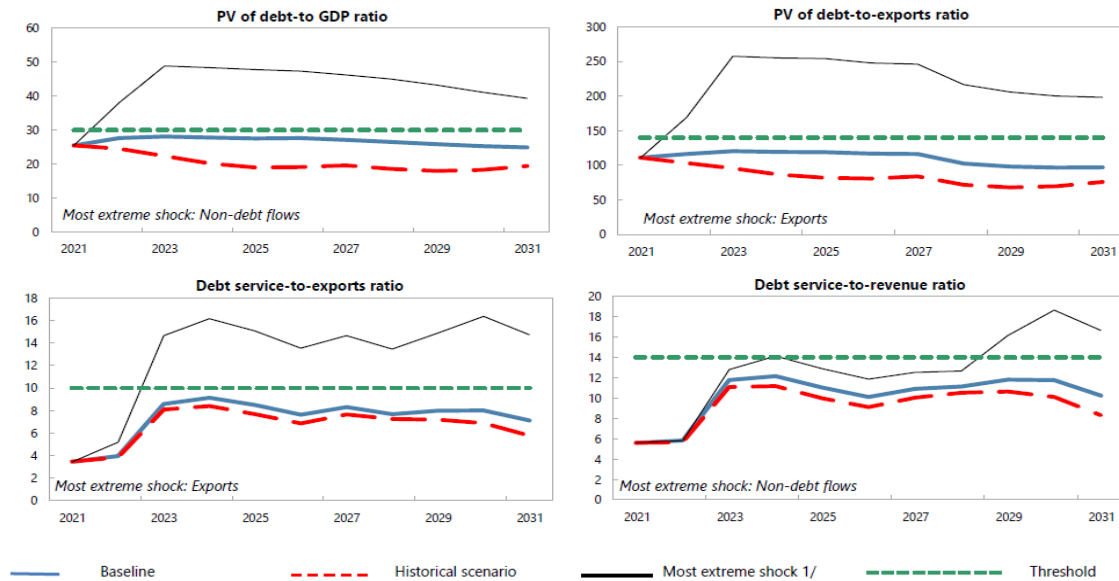 PV of debt-to GDP ratio
60
50
40
30
20
10
0
Most extreme shock: Non-debt flows
2021 2023 2025 2027 2029 2031
PV of debt-to-exports ratio
300
250
200
150
100
50
0
Most extreme shock: Exports
2021 2023 2025 2027 2029 2031
Debt service-to-exports ratio
18
16
14
12
10
8
6
4
2
0
Most extreme shock: Exports
2021 2023 2025 2027 2029 2031
Debt service-to-revenue ratio
20
18
16
14
12
10
8
6
4
2
0
Most extreme shock: Non-debt flows
2021 2023 2025 2027 2029 2031
Baseline Historical scenario Most extreme shock 1/ Threshold